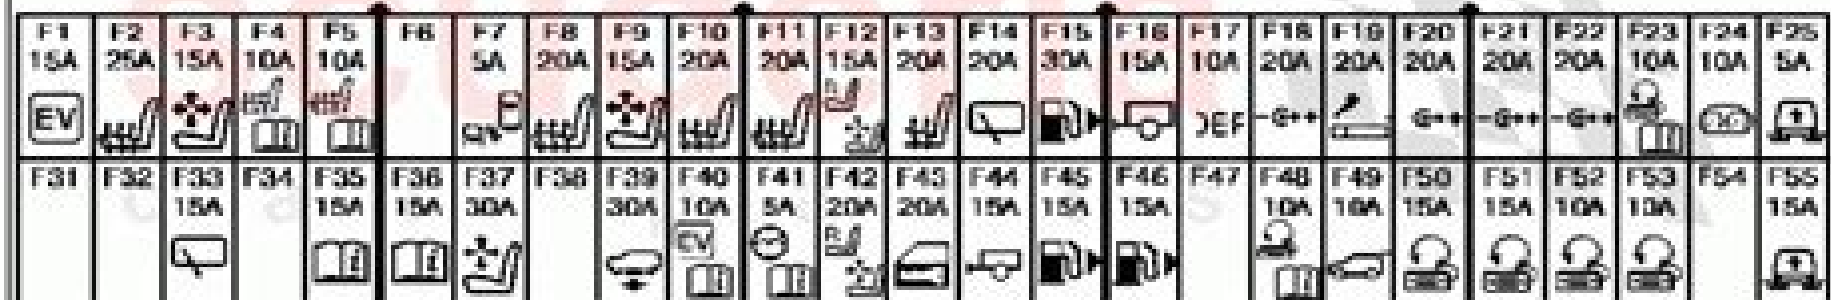 F1 F2 F3 F4 F5 F6 F7 F8 F9 F10 F11 F12 F13 F14 F15 F16 F17 F18 F19 F20 F21 F22 F23 F24 F25
15A 25A 15A 10A 10A 5A 20A 15A 20A 20A 15A 20A 20A 30A 15A 10A 20A 20A 20A 20A 20A 10A 10A 5A
EV DEF
F31 F32 F33 F34 F35 F36 F37 F38 F39 F40 F41 F42 F43 F44 F45 F46 F47 F48 F49 F50 F51 F52 F53 F54 F55
15A 15A 15A 30A 30A 10A 5A 20A 20A 15A 15A 15A 10A 10A 15A 15A 10A 15A
EV